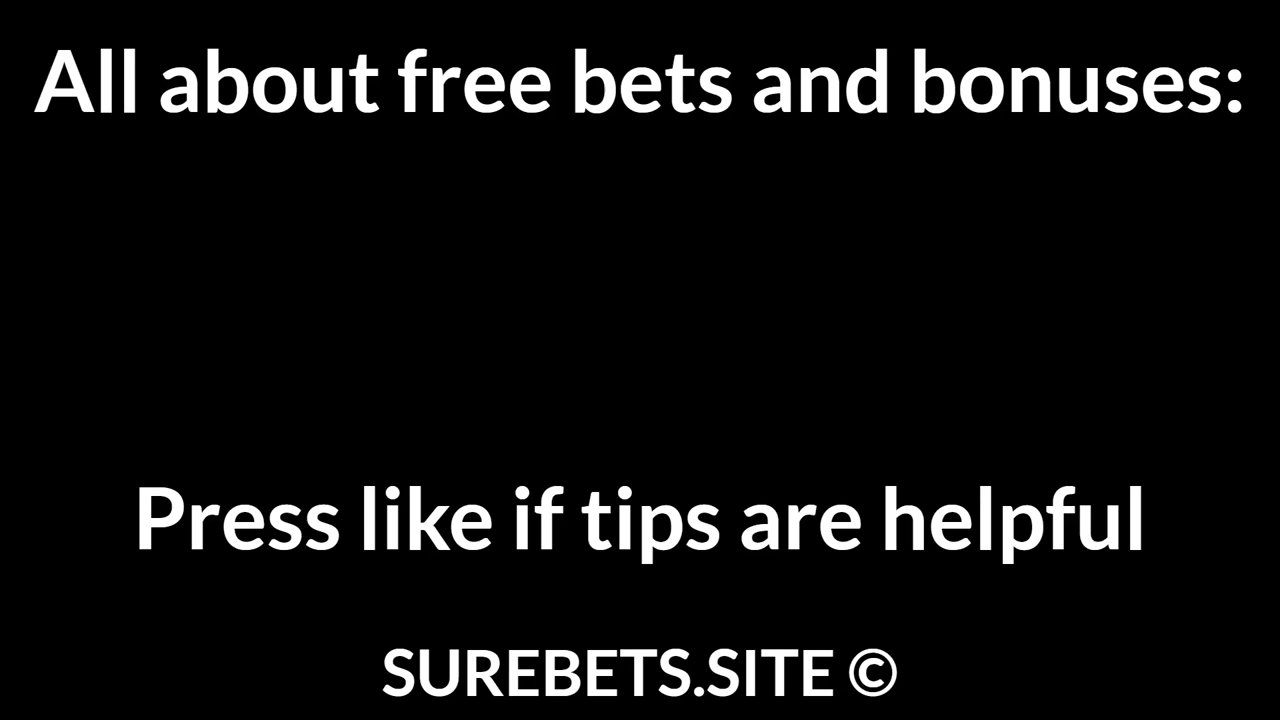 All about free bets and bonuses:
Press like if tips are helpful
SUREBETS.SITE ©